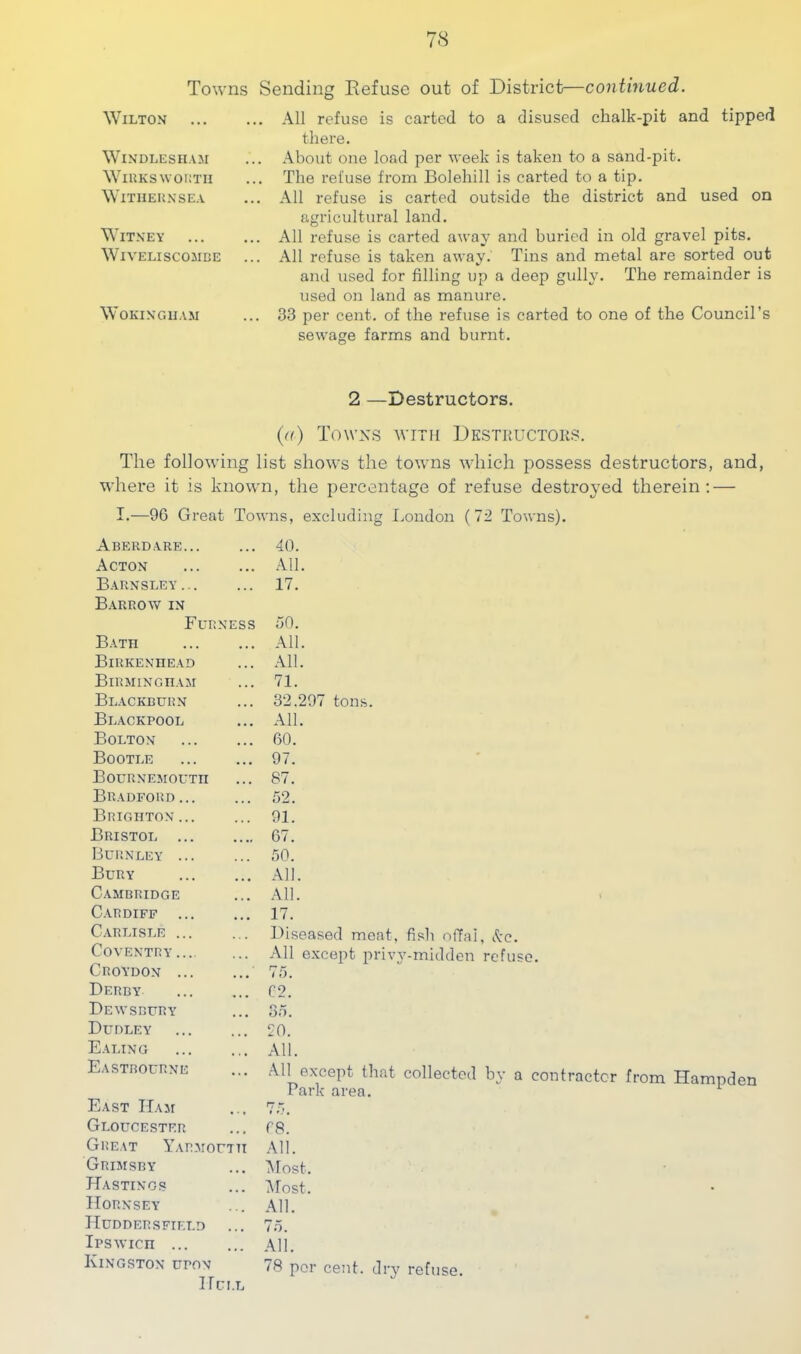 78
Towns Sending Refuse out of District—continued.
WILTON ... ... All refuse is carted to a disused chalk-pit and tipped
there.
WINDLESHAM ... About one load per week is taken to a sand-pit.
WIRKSWORTH ... The refuse from Bolehill is carted to a tip.
WITHERNSEA ... All refuse is carted outside the district and used on
agricultural land.
WITNEY ... ... All refuse is carted away and buried in old gravel pits.
WIVELISCOMBE ... All refuse is taken away. Tins and metal are sorted out
and used for filling up a deep gully. The remainder is
used on land as manure.
WOKINGHAM ... 33 per cent. of the refuse is carted to one of the Council's
sewage farms and burnt.
2 —Destructors.
(a) TOWNS WITH DESTRUCTORS.
The following list shows the towns which possess destructors, and,
where it is known, the percentage of refuse destroyed therein:—
I.—96 Great Towns, excluding London (72 Towns).
ABERDARE... ... 40.
ACTON ... ... All.
BARNSLEY... ... 17.
BARROW IN
FURNESS 50.
BATH ... ... All.
BIRKENHEAD ... All.
BIRMINGHAM ... 71.
BLACKBURN ... 32.297 tons.
BLACKPOOL ... All.
BOLTON ... ... 60.
BOOTLE ... ... 97.
BOURNEMOUTH ... 87.
BRADFORD... ... 52.
BRIGHTON... ... 91.
BRISTOL ... .... 67.
BURNLEY ... ... 50.
BURY ... ... All.
CAMBRIDGE ... All.
CARDIFF ... ... 17.
CARLISLE ... ... Diseased meat, fish offal, &c.
COVENTRY.... ... All except privy-midden refuse.
CROYDON ... ... 75.
DERBY ... ... 62.
DEWSBURY ... 35.
DUDLEY ... ... 20.
EALING ... ... All.
EASTBOURNE ... All except that collected by a contractor from Hampden
Park area.
EAST HAM ... 75.
GLOUCESTER ... 68.
GREAT YARMOUTH All.
GRIMSBY ... Most.
HASTINGS ... Most.
HORNSEY ... All.
HUDDERSFIELD ... 75.
IPSWICH ... ... All.
KINGSTON UPON 78 per cent. dry refuse.
HULL